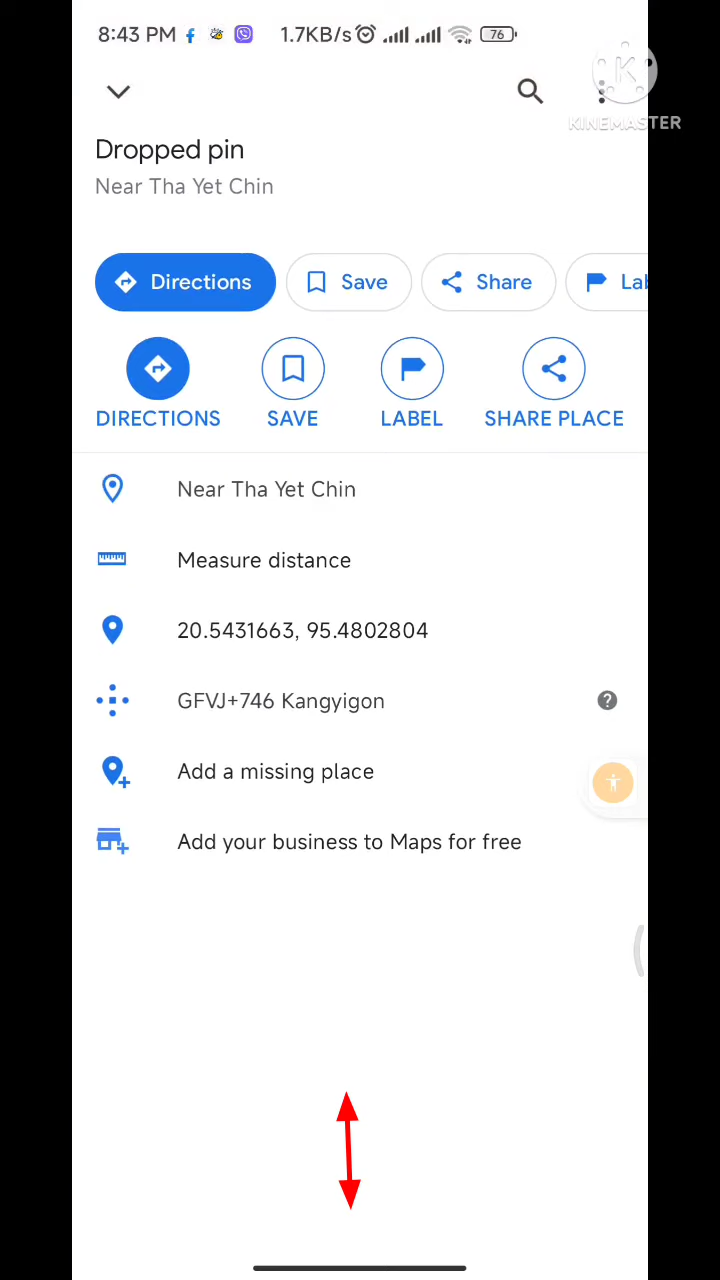 8:43 PM 1.7KB/s 76
KINEMASTER
Dropped pin
Near Tha Yet Chin
Directions Save Share Lab
DIRECTIONS SAVE LABEL SHARE PLACE
Near Tha Yet Chin
Measure distance
20.5431663, 95.4802804
GFVJ+746 Kangyigon
Add a missing place
Add your business to Maps for free